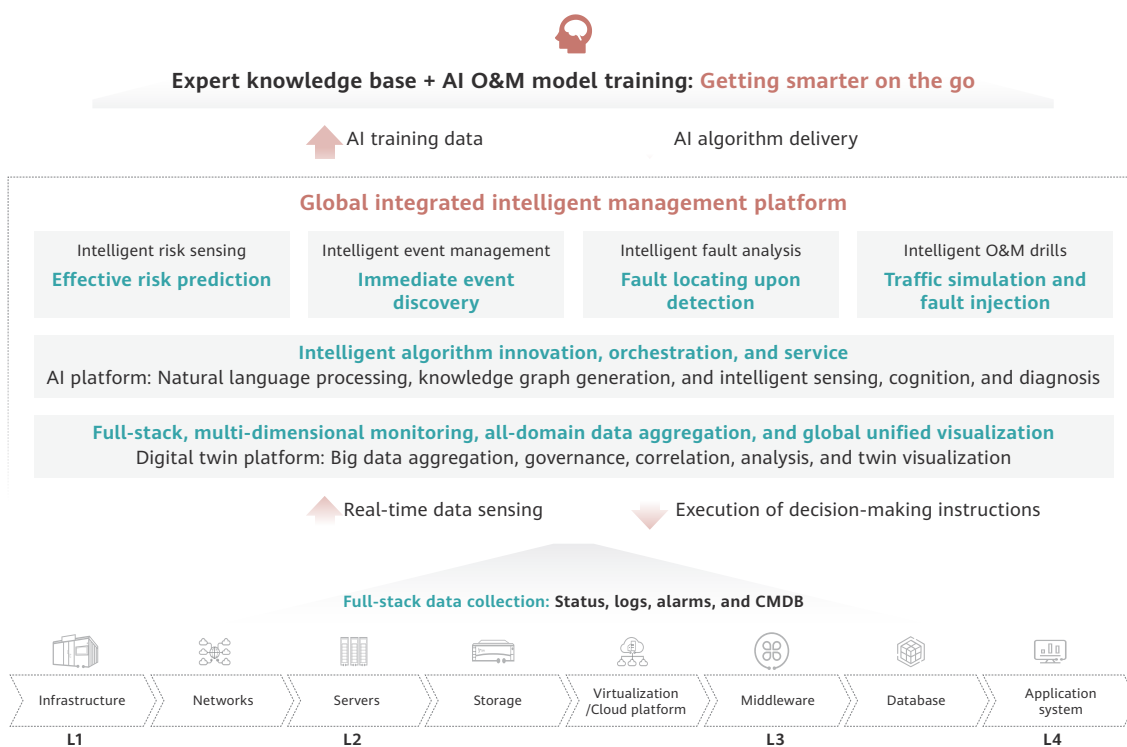 Expert knowledge base + AI O&M model training: Getting smarter on the go
AI training data
AI algorithm delivery
Global integrated intelligent management platform
Intelligent risk sensing
Effective risk prediction
Intelligent event management
Immediate event
discovery
Intelligent fault analysis
Fault locating upon
detection
Intelligent O&M drills
Traffic simulation and
fault injection
Intelligent algorithm innovation, orchestration, and service
AI platform: Natural language processing, knowledge graph generation, and intelligent sensing, cognition, and diagnosis
Full-stack, multi-dimensional monitoring, all-domain data aggregation, and global unified visualization
Digital twin platform: Big data aggregation, governance, correlation, analysis, and twin visualization
Real-time data sensing
Execution of decision-making instructions
Full-stack data collection: Status, logs, alarms, and CMDB
Infrastructure
Networks
Servers
Storage
Virtualization
/Cloud platform
Middleware
Database
Application
system
L1
L2
L3
L4